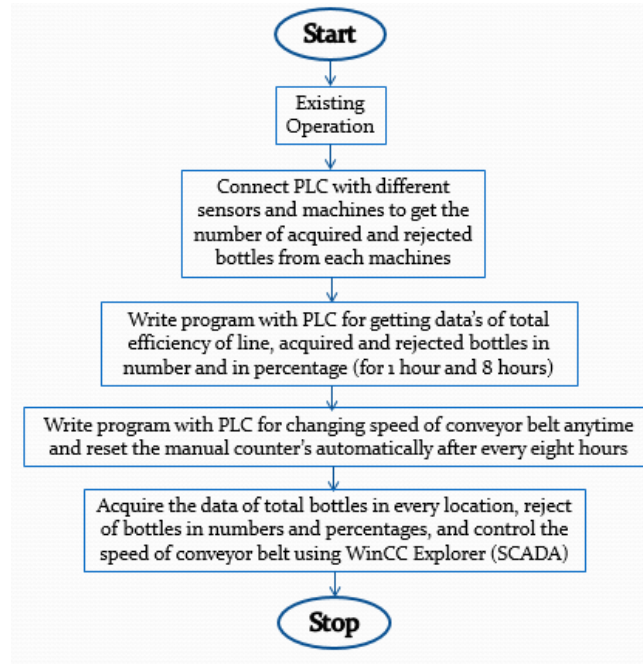 Start
Existing
Operation
Connect PLC with different
sensors and machines to get the
number of acquired and rejected
bottles from each machines
Write program with PLC for getting data's of total
efficiency of line, acquired and rejected bottles in
number and in percentage (for 1 hour and 8 hours)
Write program with PLC for changing speed of conveyor belt anytime
and reset the manual counter's automatically after every eight hours
Acquire the data of total bottles in every location, reject
of bottles in numbers and percentages, and control the
speed of conveyor belt using WinCC Explorer (SCADA)
Stop